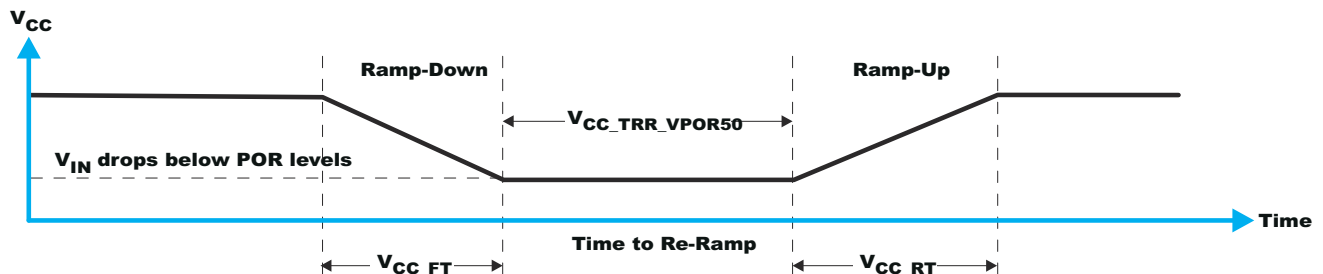 VCC
Ramp-Down
Ramp-Up
VCC_TRR_VPOR50
VIN drops below POR levels
Time
Time to Re-Ramp
VCC_FT
VCC_RT